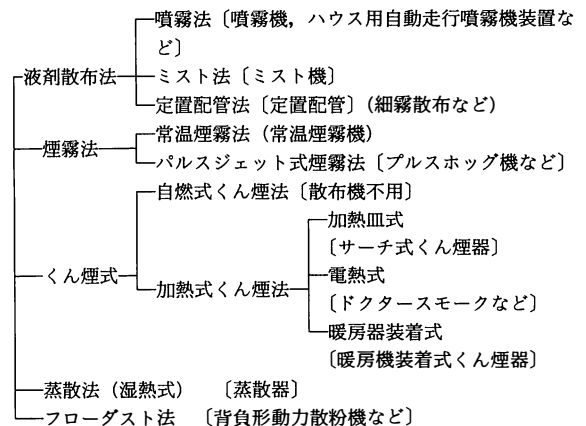 噴霧法〔噴霧機，ハウス用自動走行噴霧機装置な
ど〕
液剤散布法
ミスト法〔ミスト機〕
定置配管法〔定置配管〕(細霧散布など)
煙霧法
常温煙霧法（常温煙霧機）
パルスジェット式煙霧法〔プルスホッグ機など〕
くん煙式
自燃式くん煙法〔散布機不用〕
加熱式くん煙法
加熱皿式
〔サーチ式くん煙器〕
電熱式
〔ドクタースモークなど〕
暖房器装着式
〔暖房機装着式くん煙器〕
蒸散法（湿熱式）　〔蒸散器〕
フローダスト法　〔背負形動力散粉機など〕